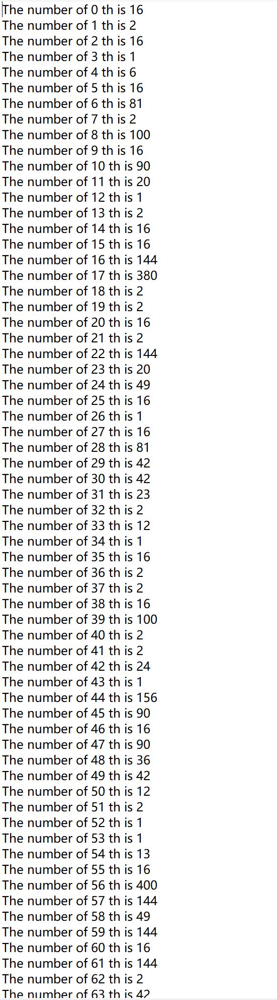 The number of 0 th is 16
The number of 1 th is 2
The number of 2 th is 16
The number of 3 th is 1
The number of 4 th is 6
The number of 5 th is 16
The number of 6 th is 81
The number of 7 th is 2
The number of 8 th is 100
The number of 9 th is 16
The number of 10 th is 90
The number of 11 th is 20
The number of 12 th is 1
The number of 13 th is 2
The number of 14 th is 16
The number of 15 th is 16
The number of 16 th is 144
The number of 17 th is 380
The number of 18 th is 2
The number of 19 th is 2
The number of 20 th is 16
The number of 21 th is 2
The number of 22 th is 144
The number of 23 th is 20
The number of 24 th is 49
The number of 25 th is 16
The number of 26 th is 1
The number of 27 th is 16
The number of 28 th is 81
The number of 29 th is 42
The number of 30 th is 42
The number of 31 th is 23
The number of 32 th is 2
The number of 33 th is 12
The number of 34 th is 1
The number of 35 th is 16
The number of 36 th is 2
The number of 37 th is 2
The number of 38 th is 16
The number of 39 th is 100
The number of 40 th is 2
The number of 41 th is 2
The number of 42 th is 24
The number of 43 th is 1
The number of 44 th is 156
The number of 45 th is 90
The number of 46 th is 16
The number of 47 th is 90
The number of 48 th is 36
The number of 49 th is 42
The number of 50 th is 12
The number of 51 th is 2
The number of 52 th is 1
The number of 53 th is 1
The number of 54 th is 13
The number of 55 th is 16
The number of 56 th is 400
The number of 57 th is 144
The number of 58 th is 49
The number of 59 th is 144
The number of 60 th is 16
The number of 61 th is 144
The number of 62 th is 2
The number of 63 th is 42